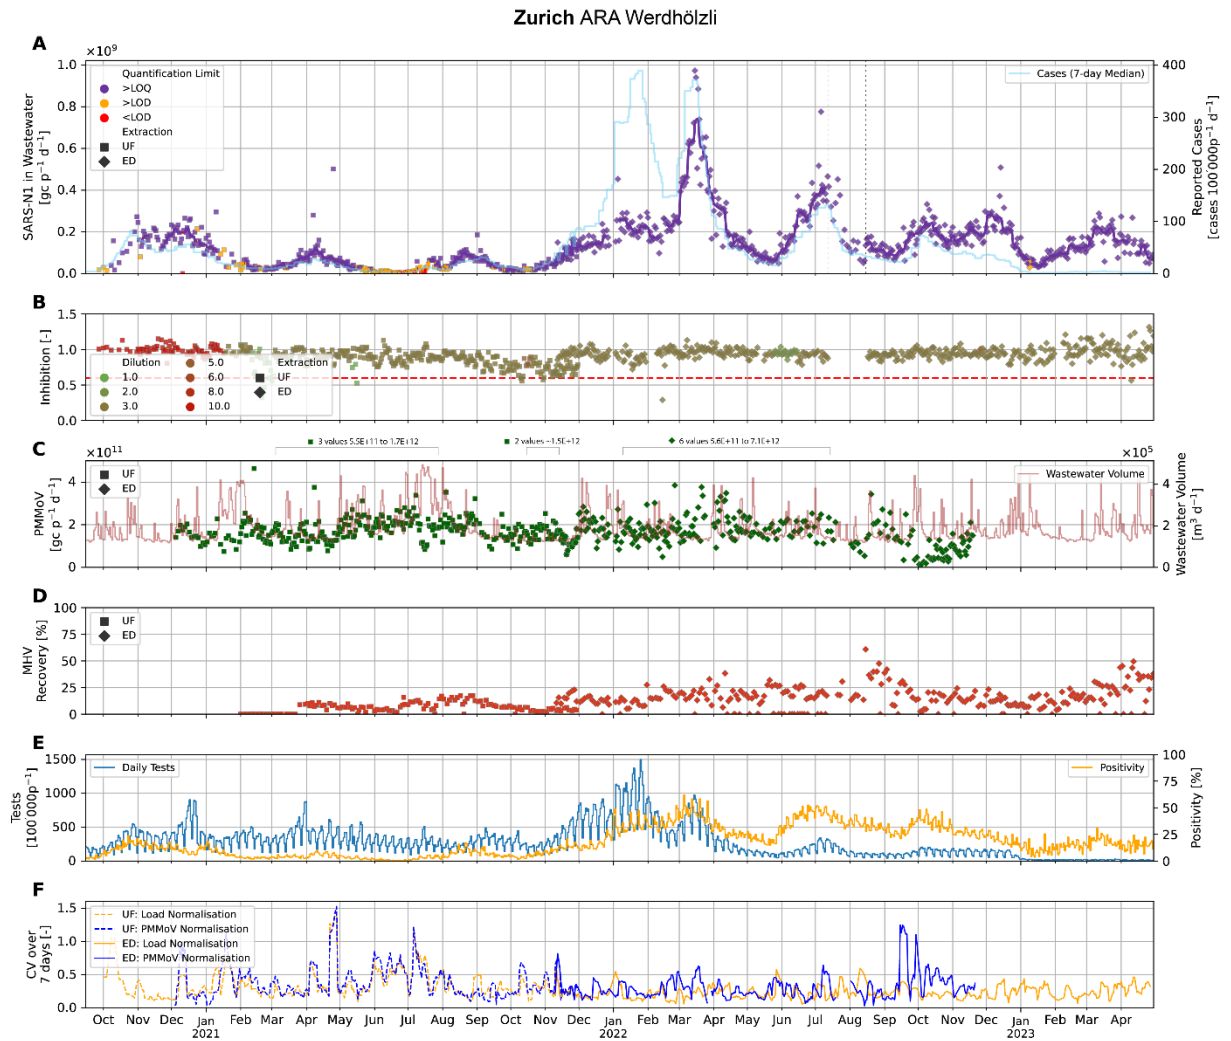 Zurich ARA Werdhölzli
A
×10⁹
SARS-N1 in Wastewater
[gc p⁻¹ d⁻¹]
1.0
0.8
0.6
0.4
0.2
0.0
Quantification Limit
>LOQ
>LOD
<LOD
Extraction
UF
ED
Cases (7-day Median)
400
300
200
100
0
Reported Cases
[cases 100'000p⁻¹ d⁻¹]
B
Inhibition [-]
1.5
1.0
0.5
0.0
Dilution
1.0
2.0
3.0
5.0
6.0
8.0
10.0
Extraction
UF
ED
3 values 5.5E+11 to 1.7E+12
2 values ~1.5E+12
6 values 5.6E+11 to 7.1E+12
C
×10¹¹
PMMoV
[gc p⁻¹ d⁻¹]
4
2
0
UF
ED
Wastewater Volume
×10⁵
4
2
0
Wastewater Volume
[m³ d⁻¹]
D
MHV
Recovery [%]
100
75
50
25
0
UF
ED
E
Tests
[100'000p⁻¹]
1500
1000
500
0
Daily Tests
Positivity
100
75
50
25
0
Positivity [%]
F
CV over
7 days [-]
1.5
1.0
0.5
0.0
UF: Load Normalisation
UF: PMMoV Normalisation
ED: Load Normalisation
ED: PMMoV Normalisation
Oct Nov Dec Jan Feb Mar Apr May Jun Jul Aug Sep Oct Nov Dec Jan Feb Mar Apr May Jun Jul Aug Sep Oct Nov Dec Jan Feb Mar Apr
2021 2022 2023